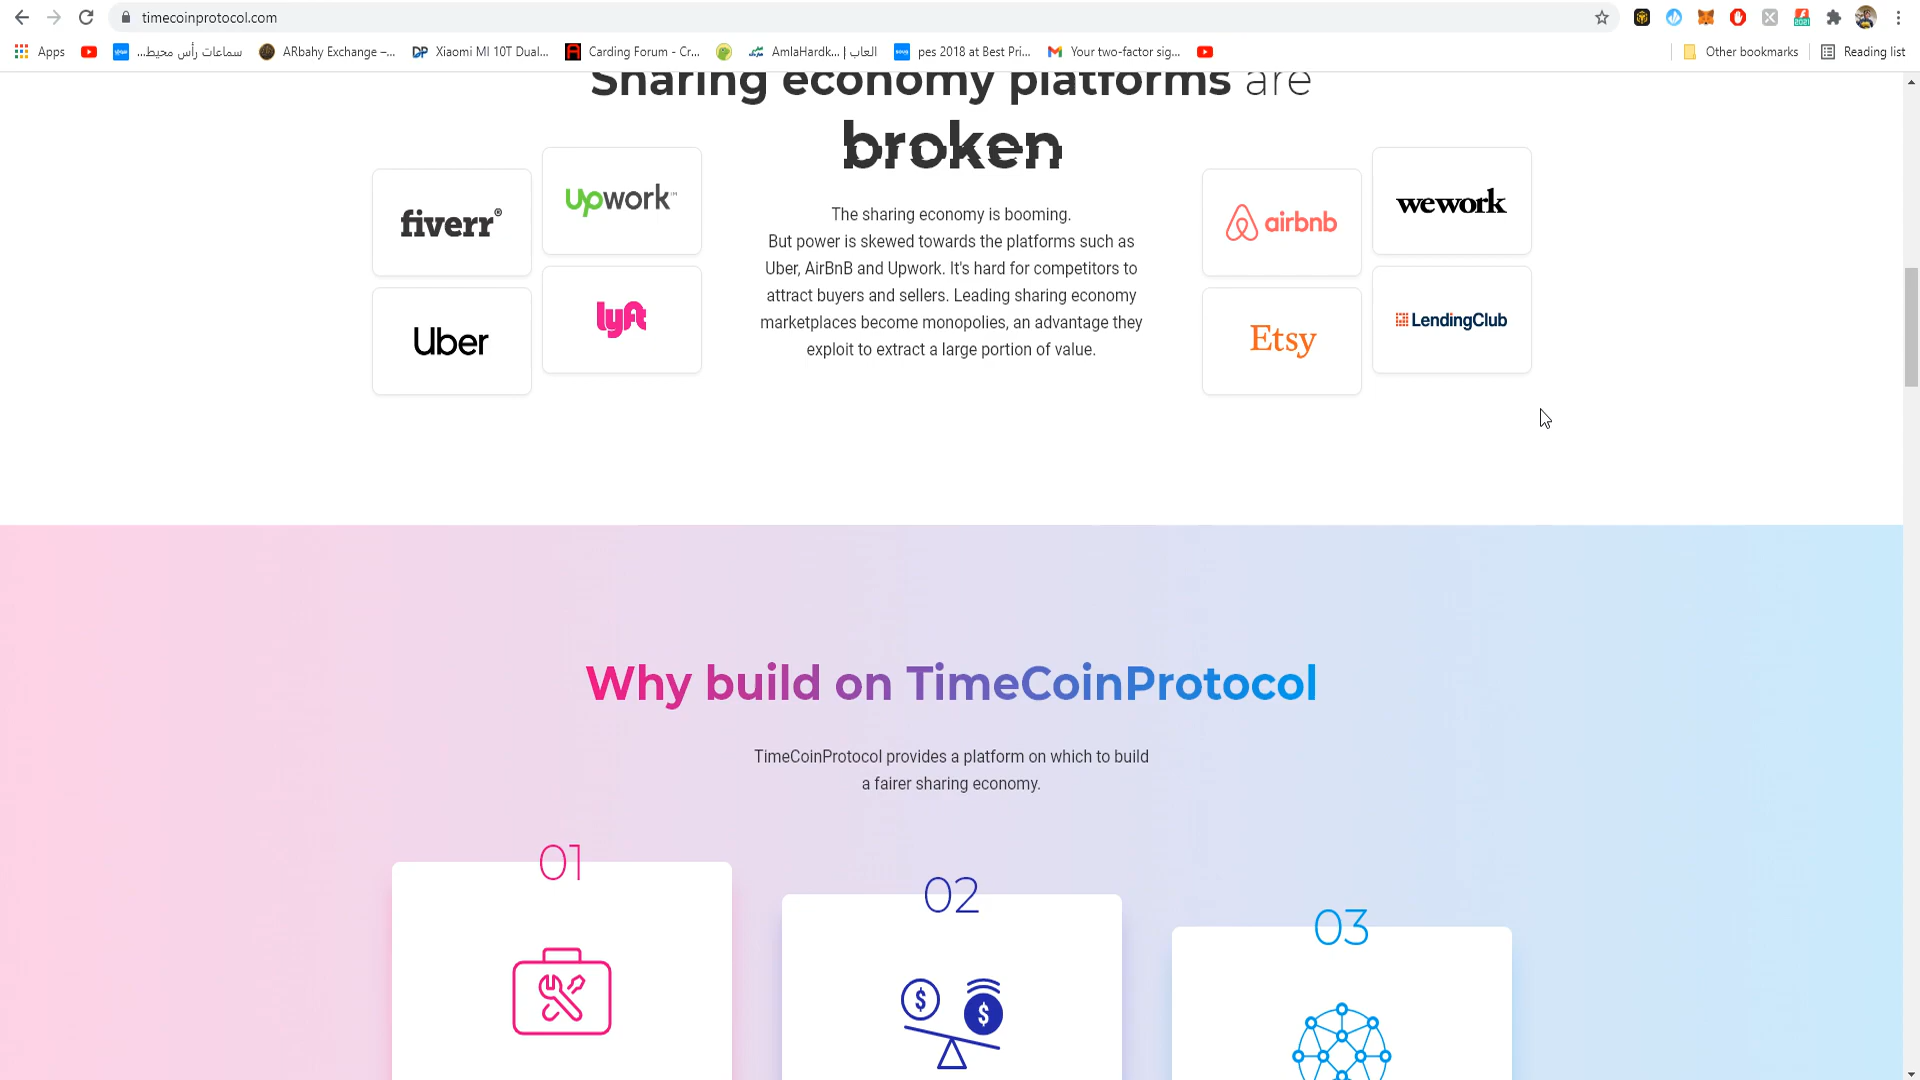 timecoinprotocol.com
Apps
سماعات رأس محيط...
ARbahy Exchange –...
Xiaomi MI 10T Dual...
Carding Forum - Cr...
AmlaHardk... | العاب
pes 2018 at Best Pri...
Your two-factor sig...
Other bookmarks
Reading list
Sharing economy platforms are
broken
fiverr®
upwork™
Uber
lyft
The sharing economy is booming.
But power is skewed towards the platforms such as
Uber, AirBnB and Upwork. It's hard for competitors to
attract buyers and sellers. Leading sharing economy
marketplaces become monopolies, an advantage they
exploit to extract a large portion of value.
airbnb
wework
Etsy
LendingClub
Why build on TimeCoinProtocol
TimeCoinProtocol provides a platform on which to build
a fairer sharing economy.
01
02
03
$
$